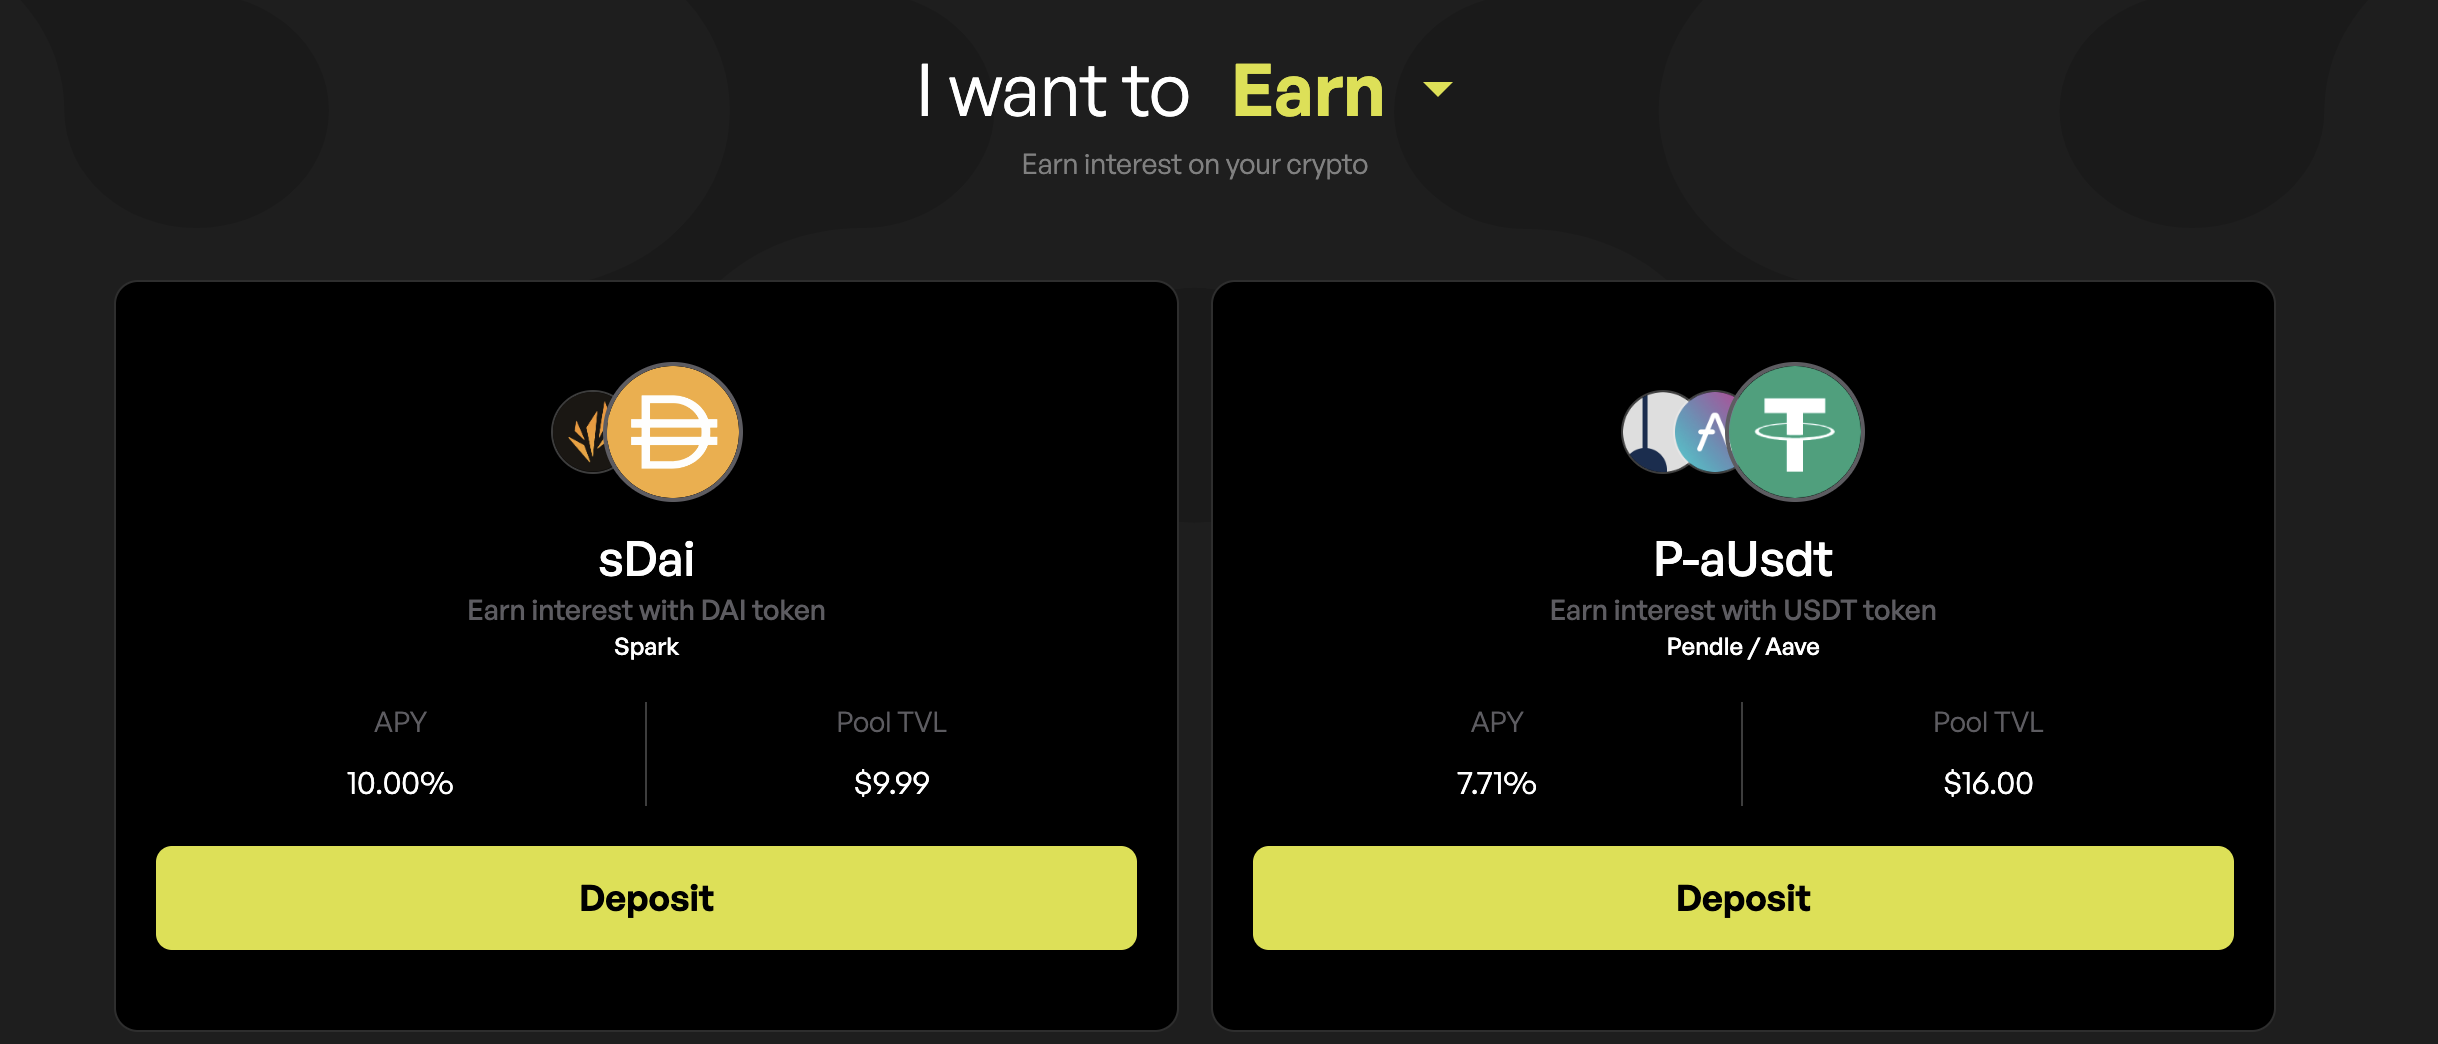 I want to Earn
Earn interest on your crypto
sDai
Earn interest with DAI token
Spark
APY
Pool TVL
10.00%
$9.99
Deposit
P-aUsdt
Earn interest with USDT token
Pendle / Aave
APY
Pool TVL
7.71%
$16.00
Deposit